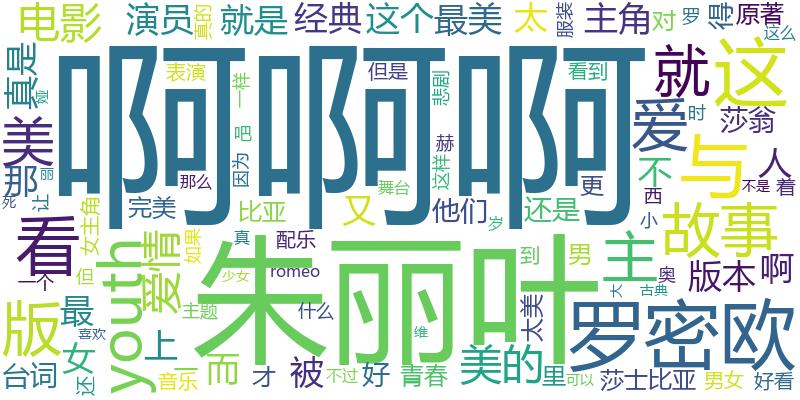 电影
演员
真的
就是
经典
这个
最美
太
服装
主角
对
罗
得
原著
这么
真是
娅
表演
啊啊啊
一样
但是
悲剧
看到
就
这
美
吧
因为
赫
这样
爱
时
莎翁
那
丽
死
让
完美
那么
比亚
舞台
又
他们
还是
更
不
西
与
人
不是
着
看
女主角
如果
真
配乐
岁
到
男
小
故事
一个
佰
youth
爱情
少女
romeo
朱丽叶
主
奥
版本
啊
版
最
喜欢
上
主题
什么
维
太美
罗密欧
大
古典
台词
还
女
一
音乐
而
才
被
不过
好
青春
美的
里
可以
莎士比亚
男女
好看